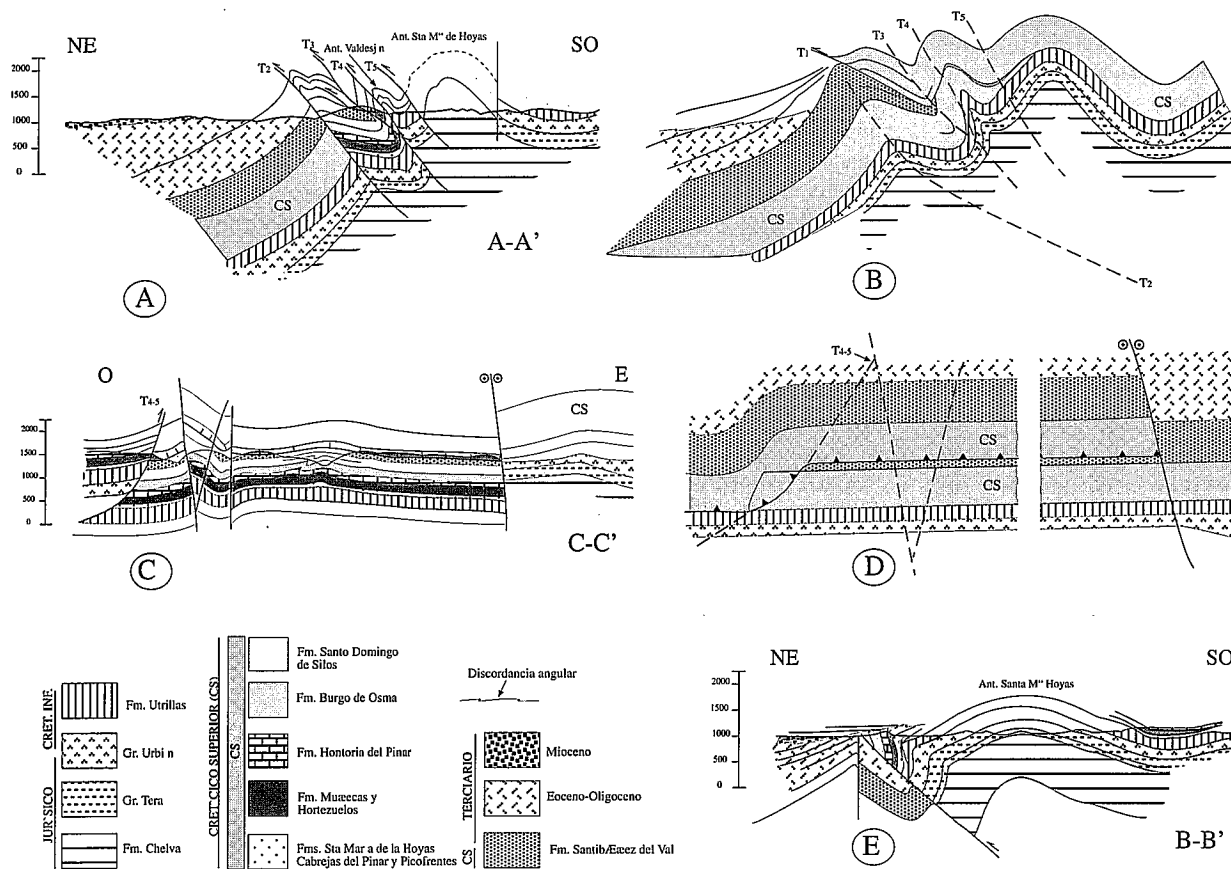 NE
T3
Ant. Valdesj n
Ant. Sta Mªª de Hoyas
SO
T2
T4
T5
2000
1500
1000
500
0
CS
A-A'
A
T1
T3
T4
T5
CS
CS
T2
B
O
E
T4-5
CS
2000
1500
1000
500
0
C-C'
C
T4-5
CS
CS
D
CRET. INF.
Fm. Utrillas
Gr. Urbi n
JUR'SICO
Gr. Tera
Fm. Chelva
CRET.CICO SUPERIOR (CS)
CS
Fm. Santo Domingo
de Silos
Fm. Burgo de Osma
Fm. Hontoria del Pinar
Fm. Muæecas y
Hortezuelos
Fms. Sta Mar a de la Hoyas
Cabrejas del Pinar y Picofrentes
Discordancia angular
TERCIARIO
Mioceno
Eoceno-Oligoceno
CS
Fm. Santib/Eæez del Val
NE
SO
Ant. Santa Mªª Hoyas
2000
1500
1000
500
0
E
B-B'